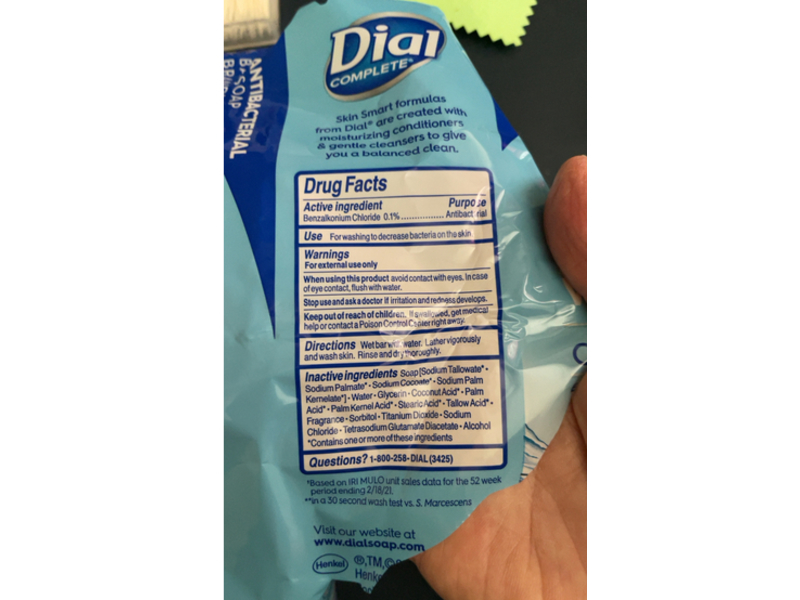 Dial
COMPLETE®
ANTIBACTERIAL
SOAP
Skin Smart formulas
from Dial® are created with
moisturizing conditioners
& gentle cleansers to give
you a balanced clean.
Drug Facts
Active ingredient Purpose
Benzalkonium Chloride 0.1%................ Antibacterial
Use For washing to decrease bacteria on the skin
Warnings
For external use only
When using this product avoid contact with eyes. In case
of eye contact, flush with water.
Stop use and ask a doctor if irritation and redness develops.
Keep out of reach of children. If swallowed, get medical
help or contact a Poison Control Center right away.
Directions Wet bar with water. Lather vigorously
and wash skin. Rinse and dry thoroughly.
Inactive ingredients Soap [Sodium Tallowate* •
Sodium Palmate* • Sodium Cocoate* • Sodium Palm
Kernelate*] • Water • Glycerin • Coconut Acid* • Palm
Acid* • Palm Kernel Acid* • Stearic Acid* • Tallow Acid* •
Fragrance • Sorbitol • Titanium Dioxide • Sodium
Chloride • Tetrasodium Glutamate Diacetate • Alcohol
*Contains one or more of these ingredients
Questions? 1-800-258-DIAL (3425)
*Based on IRI MULO unit sales data for the 52 week
period ending 2/18/21.
**in a 30 second wash test vs. S. Marcescens
Visit our website at
www.dialsoap.com
Henkel
®,TM,©
Henk